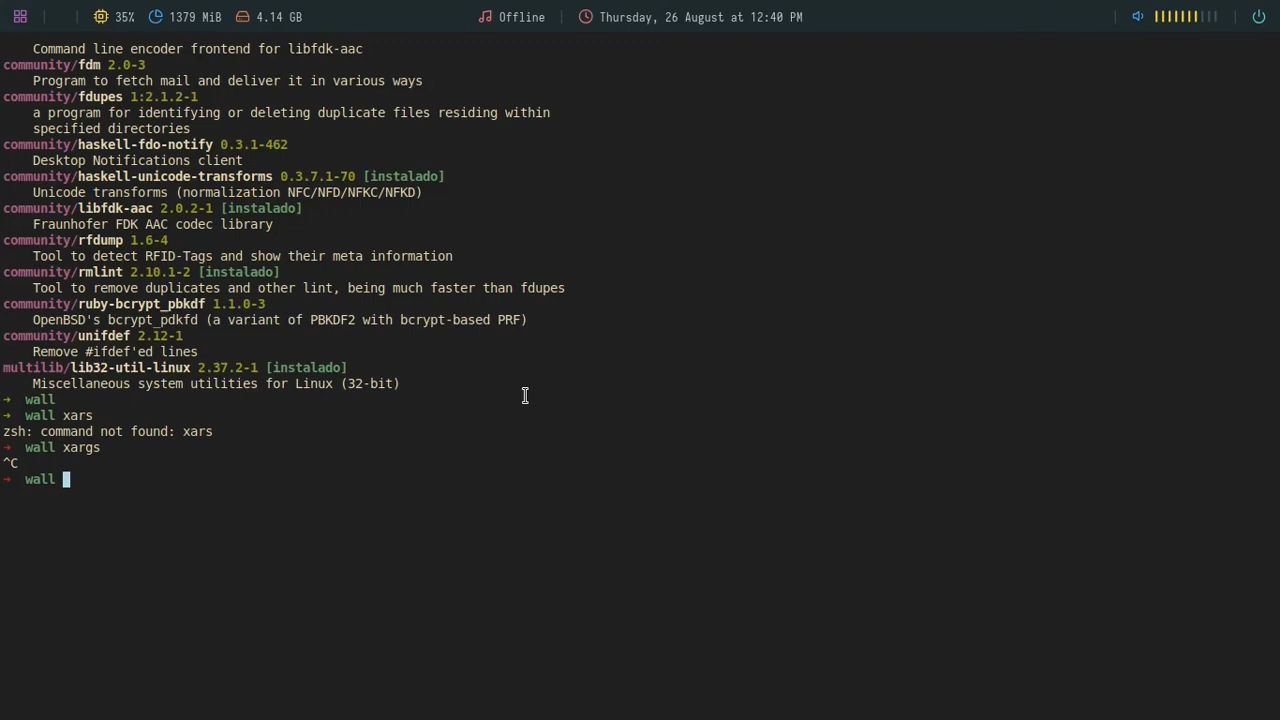 35% 1379 MiB 4.14 GB Offline Thursday, 26 August at 12:40 PM
Command line encoder frontend for libfdk-aac
community/fdm 2.0-3
Program to fetch mail and deliver it in various ways
community/fdupes 1:2.1.2-1
a program for identifying or deleting duplicate files residing within
specified directories
community/haskell-fdo-notify 0.3.1-462
Desktop Notifications client
community/haskell-unicode-transforms 0.3.7.1-70 [instalado]
Unicode transforms (normalization NFC/NFD/NFKC/NFKD)
community/libfdk-aac 2.0.2-1 [instalado]
Fraunhofer FDK AAC codec library
community/rfdump 1.6-4
Tool to detect RFID-Tags and show their meta information
community/rmlint 2.10.1-2 [instalado]
Tool to remove duplicates and other lint, being much faster than fdupes
community/ruby-bcrypt_pbkdf 1.1.0-3
OpenBSD's bcrypt_pdkfd (a variant of PBKDF2 with bcrypt-based PRF)
community/unifdef 2.12-1
Remove #ifdef'ed lines
multilib/lib32-util-linux 2.37.2-1 [instalado]
Miscellaneous system utilities for Linux (32-bit)
➜ wall
➜ wall xars
zsh: command not found: xars
➜ wall xargs
^C
➜ wall